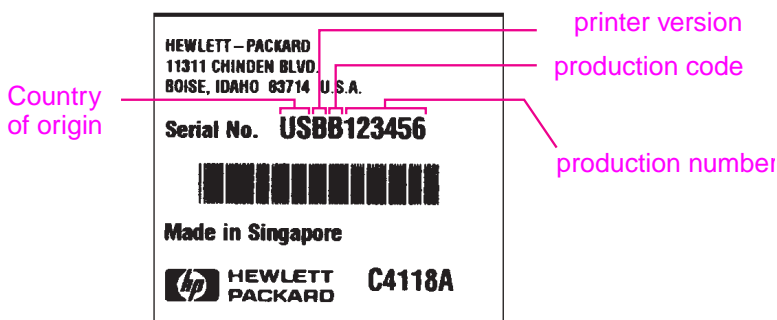 HEWLETT-PACKARD
11311 CHINDEN BLVD.
BOISE, IDAHO 83714 U.S.A.
Serial No. USBB123456
Made in Singapore
hp HEWLETT PACKARD C4118A
Country of origin
printer version
production code
production number